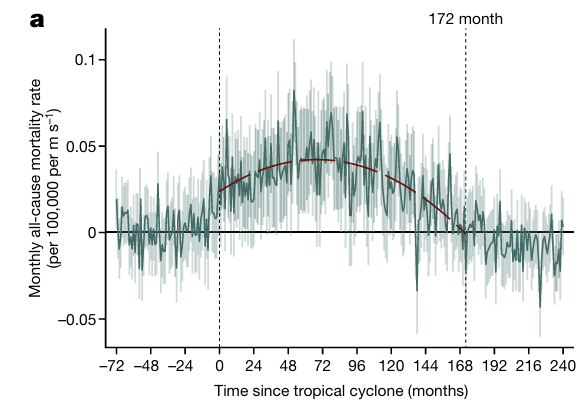 a
172 month
Monthly all-cause mortality rate
(per 100,000 per m s⁻¹)
0.1
0.05
0
−0.05
−72 −48 −24 0 24 48 72 96 120 144 168 192 216 240
Time since tropical cyclone (months)